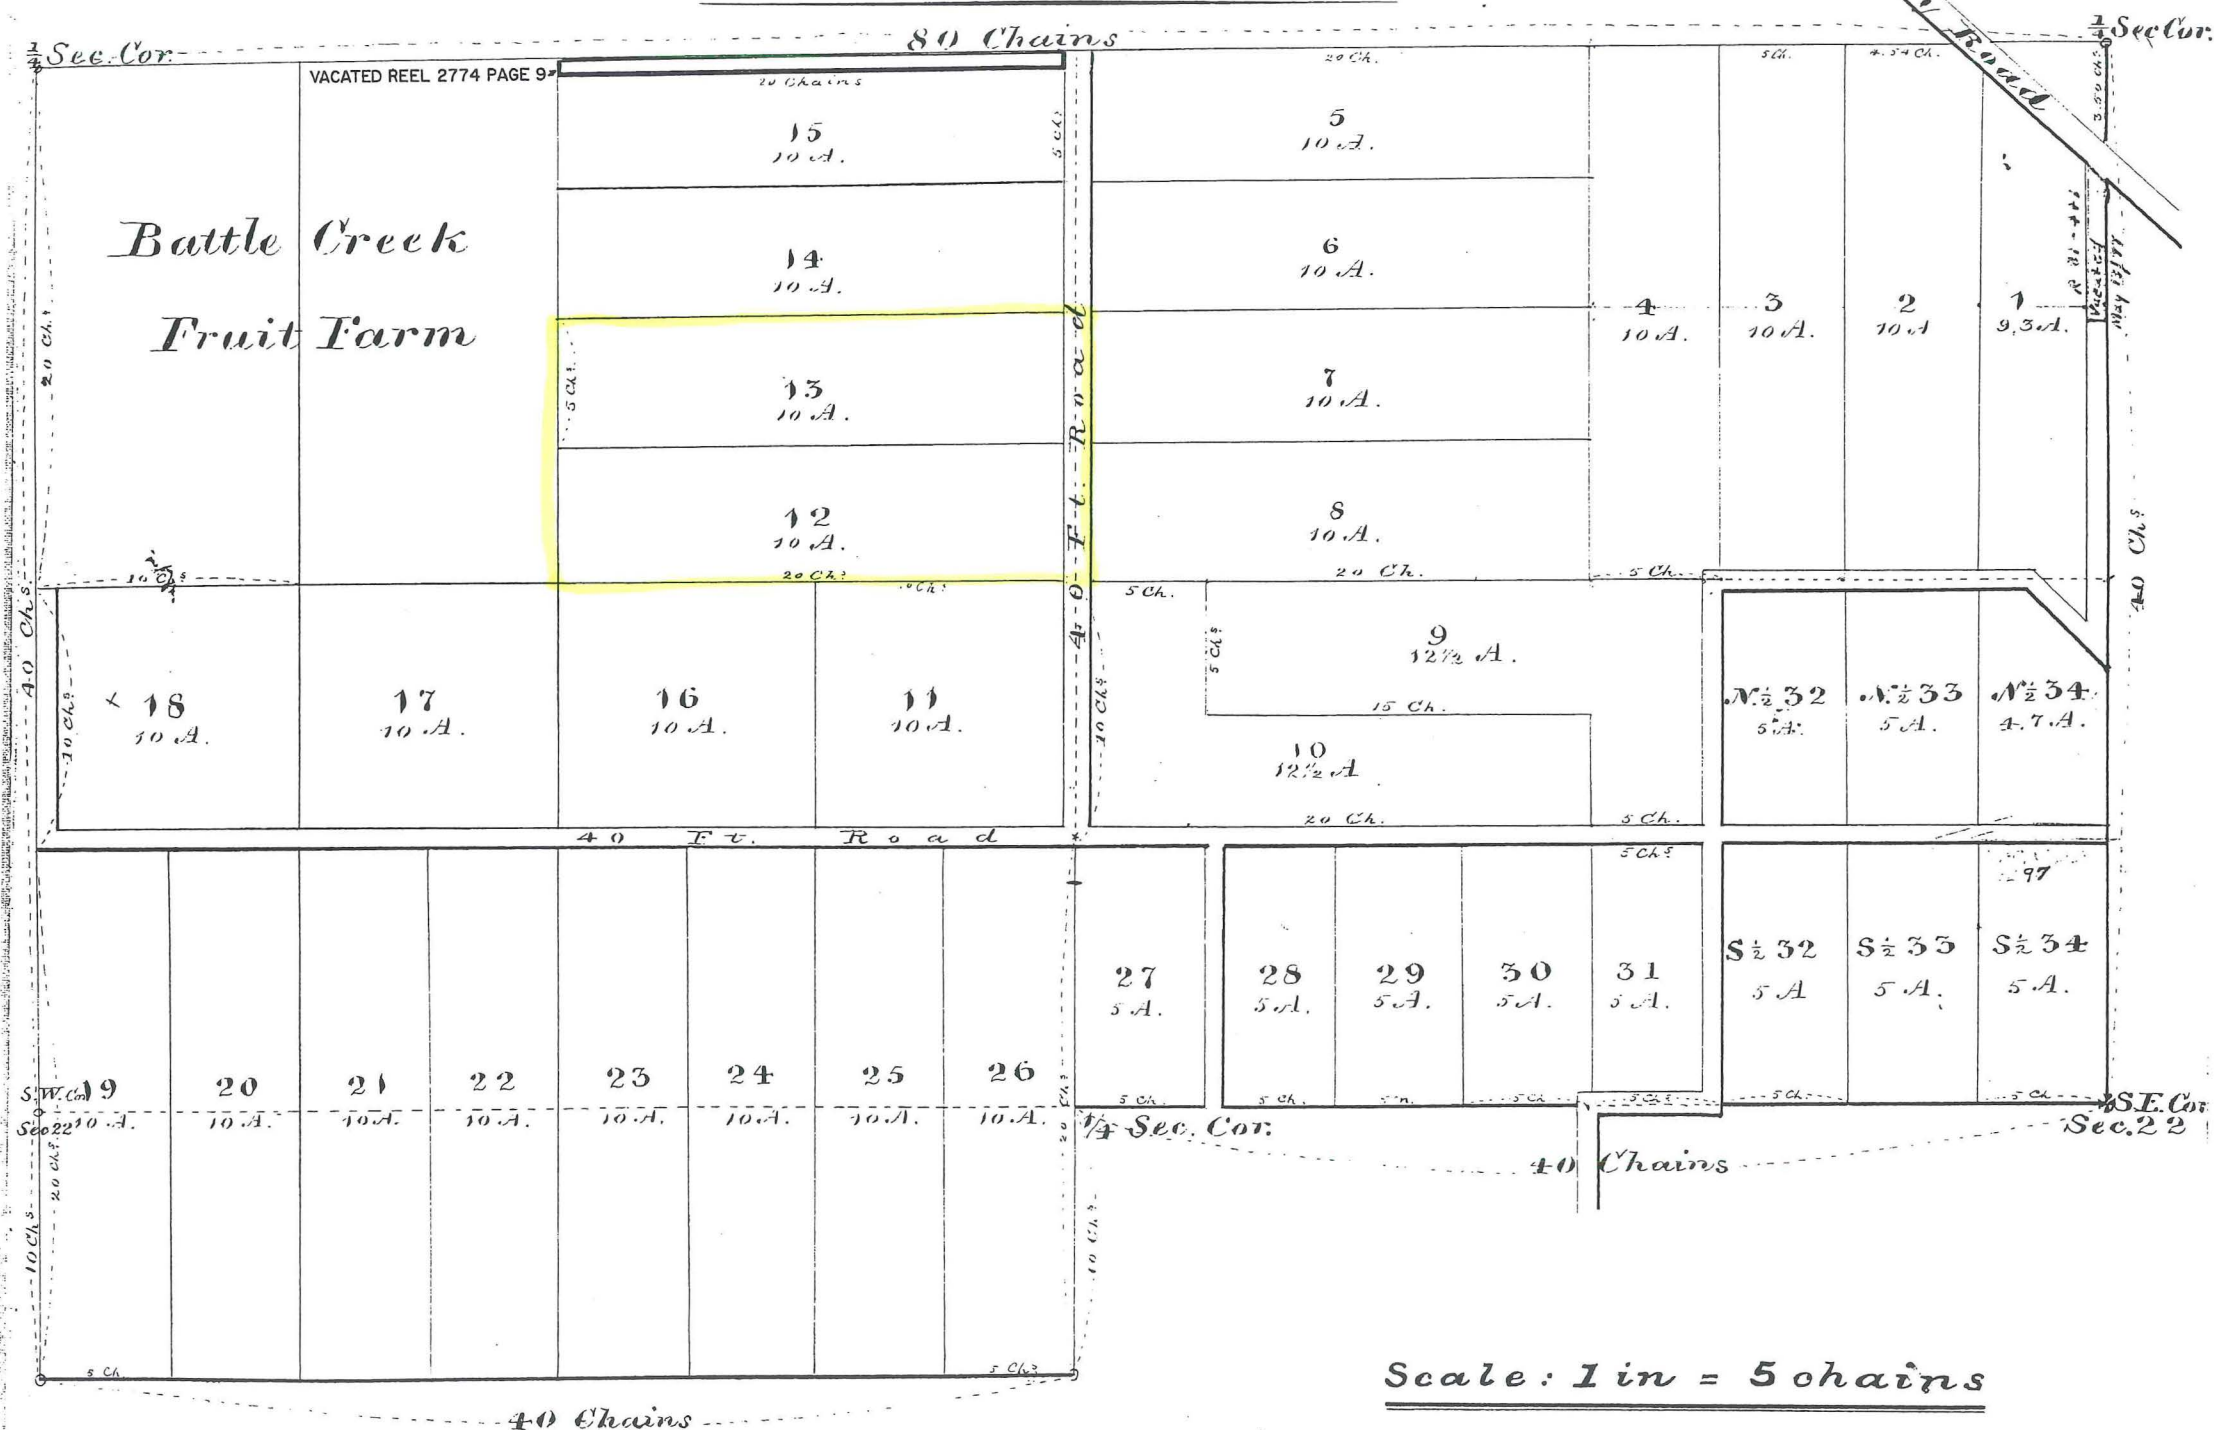 80 Chains
1/4 Sec. Cor.
1/4 Sec Cor.
Road
VACATED REEL 2774 PAGE 9
20 Chains
20 Ch.
5 Ch.
4.54 Ch.
3.50 Chs
15
10 A.
5 Chs
5
10 A.
Battle Creek
Fruit Farm
14
10 A.
6
10 A.
4
10 A.
3
10 A.
2
10 A
1
9.3 A.
Vacated
20 Chs
5 Chs
13
10 A.
7
10 A.
12
10 A.
20 Chs
8
10 A.
20 Ch.
5 Ch.
40 Ft. Road
40 Chs
40 Chs
10 Chs
5 Ch.
5 Chs
9
12½ A.
15 Ch.
10 Chs
x 18
10 A.
17
10 A.
16
10 A.
11
10 A.
10 Chs
10
12½ A
20 Ch.
5 Ch.
N½ 32
5 A.
N½ 33
5 A.
N½ 34
4.7 A.
40 Ft. Road
5 Chs
97
27
5 A.
28
5 A.
29
5 A.
30
5 A.
31
5 A.
S½ 32
5 A
S½ 33
5 A.
S½ 34
5 A.
S.W. Cor
Sec 22
19
10 A.
20
10 A.
21
10 A.
22
10 A.
23
10 A.
24
10 A.
25
10 A.
26
10 A.
20 Chs
5 Ch.
5 Ch.
5 Ch.
5 Chs
5 Ch.
5 Ch.
1/4 Sec. Cor.
S.E. Cor
Sec. 22
40 Chains
10 Chs
20 Chs
10 Chs
5 Ch.
5 Chs
40 Chains
Scale: 1 in = 5 chains